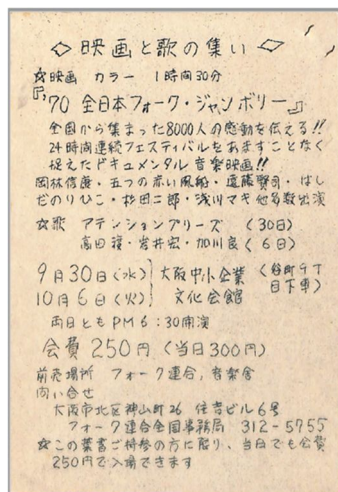 ◇ 映画と歌の集い ◇
☆映画 カラー 1時間30分
『'70 全日本フォーク・ジャンボリー』
全国から集まった8000人の感動を伝える!!
24時間連続フェスティバルをあますことなく
捉えたドキュメンタル音楽映画!!
岡林信康・五つの赤い風船・遠藤賢司・はし
だのりひこ・杉田二郎・浅川マキ他多数出演
☆歌 アテンションプリーズ (30日)
高田渡・岩井宏・加川良 (6日)
9月30日(水) 大阪中小企業 (谷町4丁
10月6日(火) 文化会館 目下車)
両日ともPM6:30開演
会費 250円 (当日300円)
前売場所 フォーク連合, 音楽舎
問い合せ
大阪市北区神山町26 住吉ビル6号
フォーク連合全国事務局 312-5755
☆この葉書ご持参の方に限り、当日でも会費
250円で入場できます